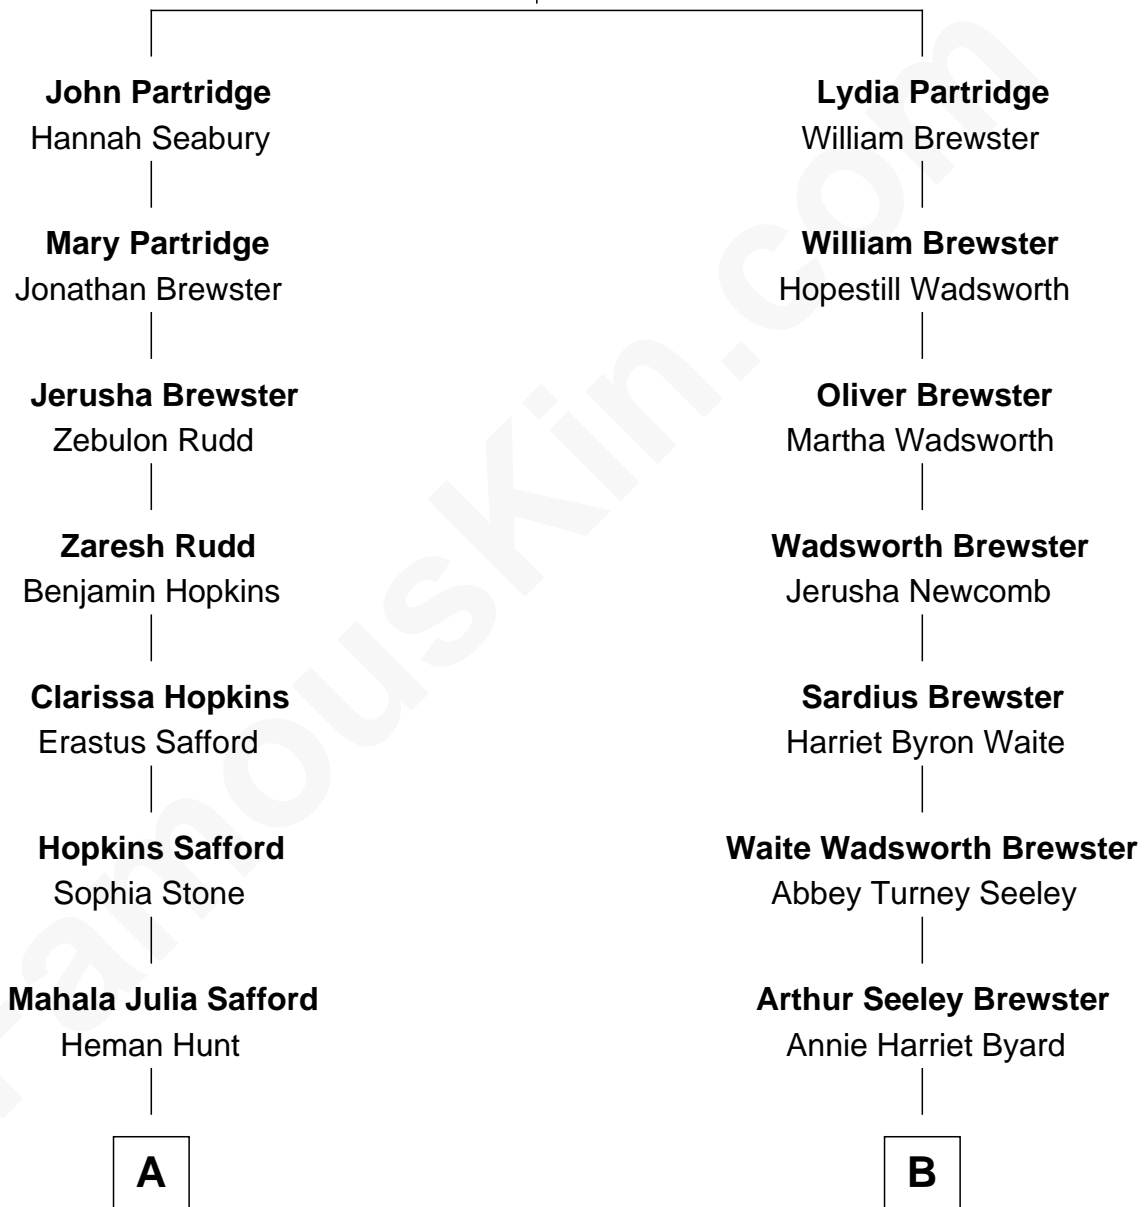 John Partridge
Hannah Seabury
Mary Partridge
Jonathan Brewster
Jerusha Brewster
Zebulon Rudd
Zaresh Rudd
Benjamin Hopkins
Clarissa Hopkins
Erastus Safford
Hopkins Safford
Sophia Stone
Mahala Julia Safford
Heman Hunt
A
Lydia Partridge
William Brewster
William Brewster
Hopestill Wadsworth
Oliver Brewster
Martha Wadsworth
Wadsworth Brewster
Jerusha Newcomb
Sardius Brewster
Harriet Byron Waite
Waite Wadsworth Brewster
Abbey Turney Seeley
Arthur Seeley Brewster
Annie Harriet Byard
B
FamousKin.com